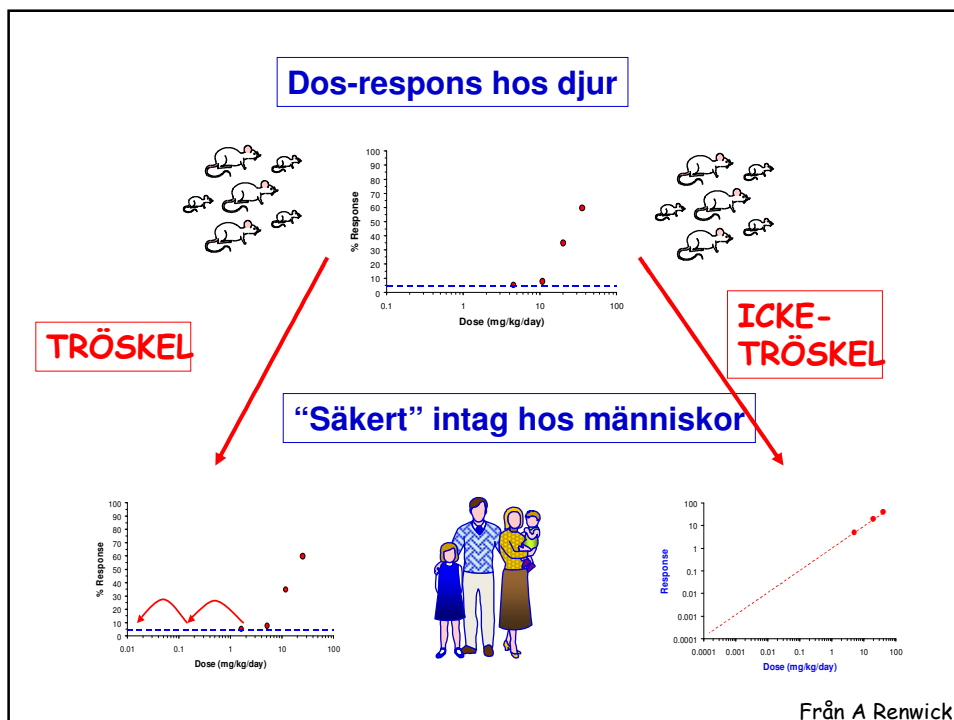 Dos-respons hos djur
% Response
100
90
80
70
60
50
40
30
20
10
0
0.1 1 10 100
Dose (mg/kg/day)
TRÖSKEL
ICKE-
TRÖSKEL
“Säkert” intag hos människor
% Response
100
90
80
70
60
50
40
30
20
10
0
0.01 0.1 1 10 100
Dose (mg/kg/day)
Response
100
10
1
0.1
0.01
0.001
0.0001
0.0001 0.001 0.01 0.1 1 10 100
Dose (mg/kg/day)
Från A Renwick